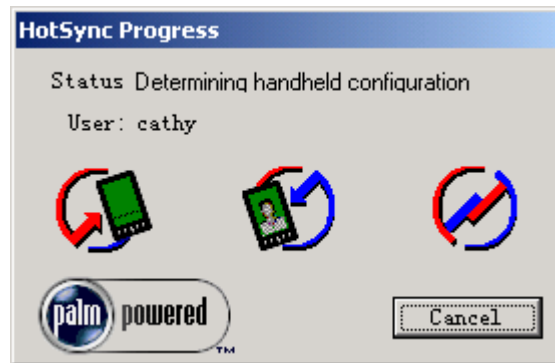 HotSync Progress
Status Determining handheld configuration
User: cathy
palm powered
TM
Cancel